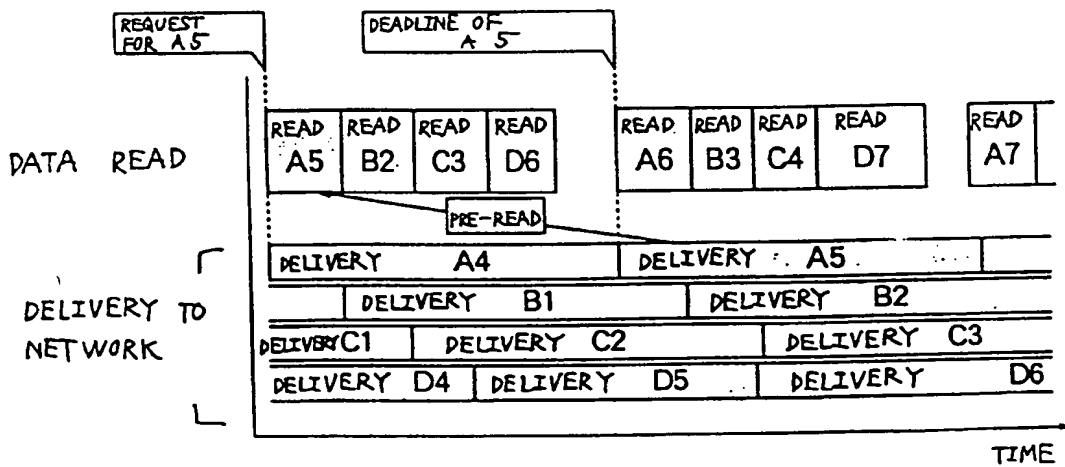 REQUEST
FOR A5
DEADLINE OF
A 5
DATA READ
READ READ READ READ READ READ READ READ READ
A5 B2 C3 D6 A6 B3 C4 D7 A7
PRE-READ
DELIVERY A4 DELIVERY A5
DELIVERY B1 DELIVERY B2
DELIVERY C1 DELIVERY C2 DELIVERY C3
DELIVERY D4 DELIVERY D5 DELIVERY D6
DELIVERY TO
NETWORK
TIME